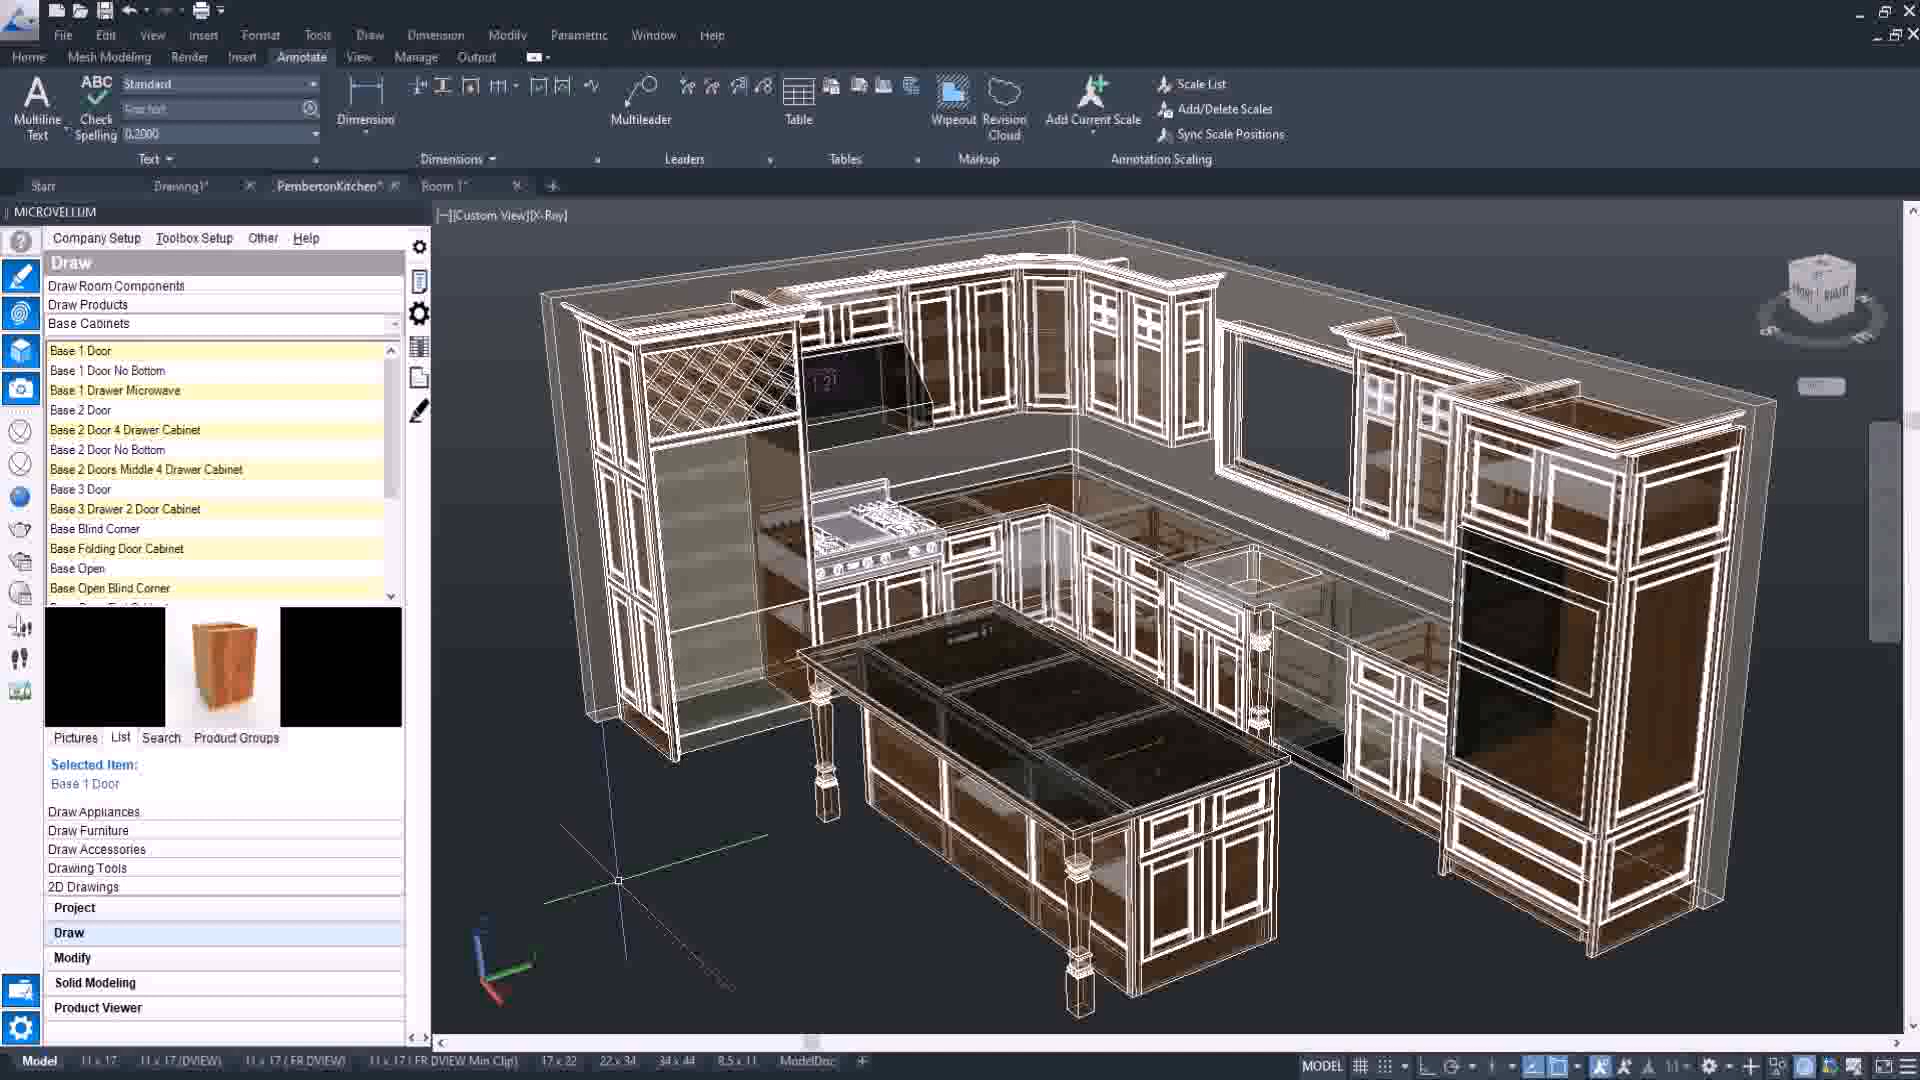 File Edit View Insert Format Tools Draw Dimension Modify Parametric Window Help
Home Mesh Modeling Render Insert Annotate View Manage Output
Multiline Text
ABC
Check Spelling
Standard
0.2000
Dimension
Multileader
Table
Wipeout
Revision Cloud
Add Current Scale
Scale List
Add/Delete Scales
Sync Scale Positions
Text Dimensions Leaders Tables Markup Annotation Scaling
Start Drawing1* PembertonKitchen* Room 1*
MICROVELLUM
[–][Custom View][X-Ray]
Company Setup Toolbox Setup Other Help
Draw
Draw Room Components
Draw Products
Base Cabinets
Base 1 Door
Base 1 Door No Bottom
Base 1 Drawer Microwave
Base 2 Door
Base 2 Door 4 Drawer Cabinet
Base 2 Door No Bottom
Base 2 Doors Middle 4 Drawer Cabinet
Base 3 Door
Base 3 Drawer 2 Door Cabinet
Base Blind Corner
Base Folding Door Cabinet
Base Open
Base Open Blind Corner
Pictures List Search Product Groups
Selected Item:
Base 1 Door
Draw Appliances
Draw Furniture
Draw Accessories
Drawing Tools
2D Drawings
Project
Draw
Modify
Solid Modeling
Product Viewer
Model 11 x 17 11 x 17 (DVIEW) 11 x 17 ( FR DVIEW) 11 x 17 ( FR DVIEW Min Clip) 17 x 22 22 x 34 34 x 44 8.5 x 11 ModelDoc
MODEL